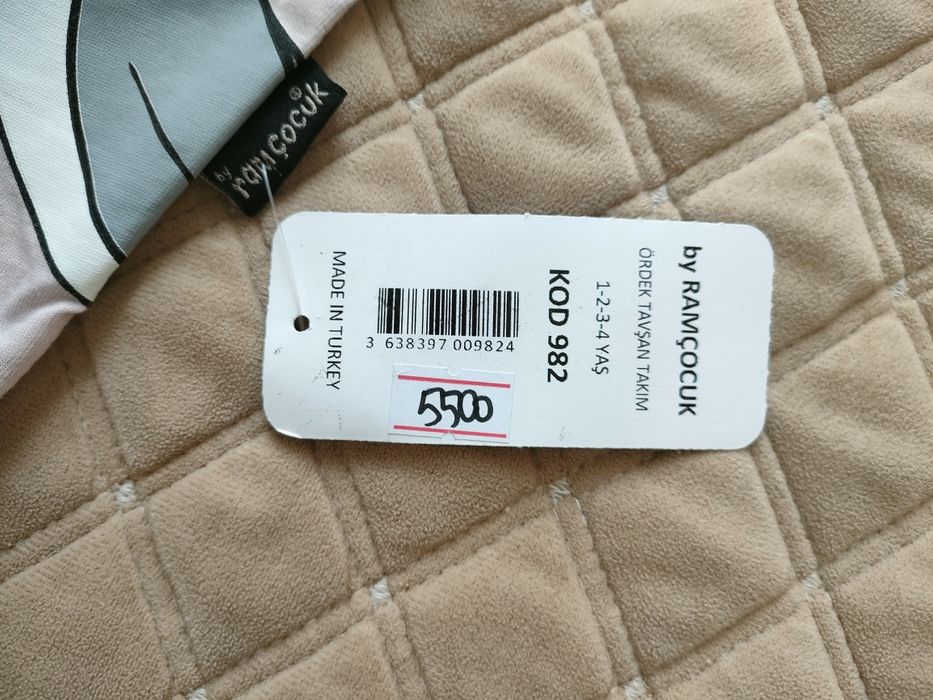 by
ramçocuk®
by RAMÇOCUK
ÖRDEK TAVŞAN TAKIM
1-2-3-4 YAŞ
KOD 982
3 638397 009824
5500
MADE IN TURKEY